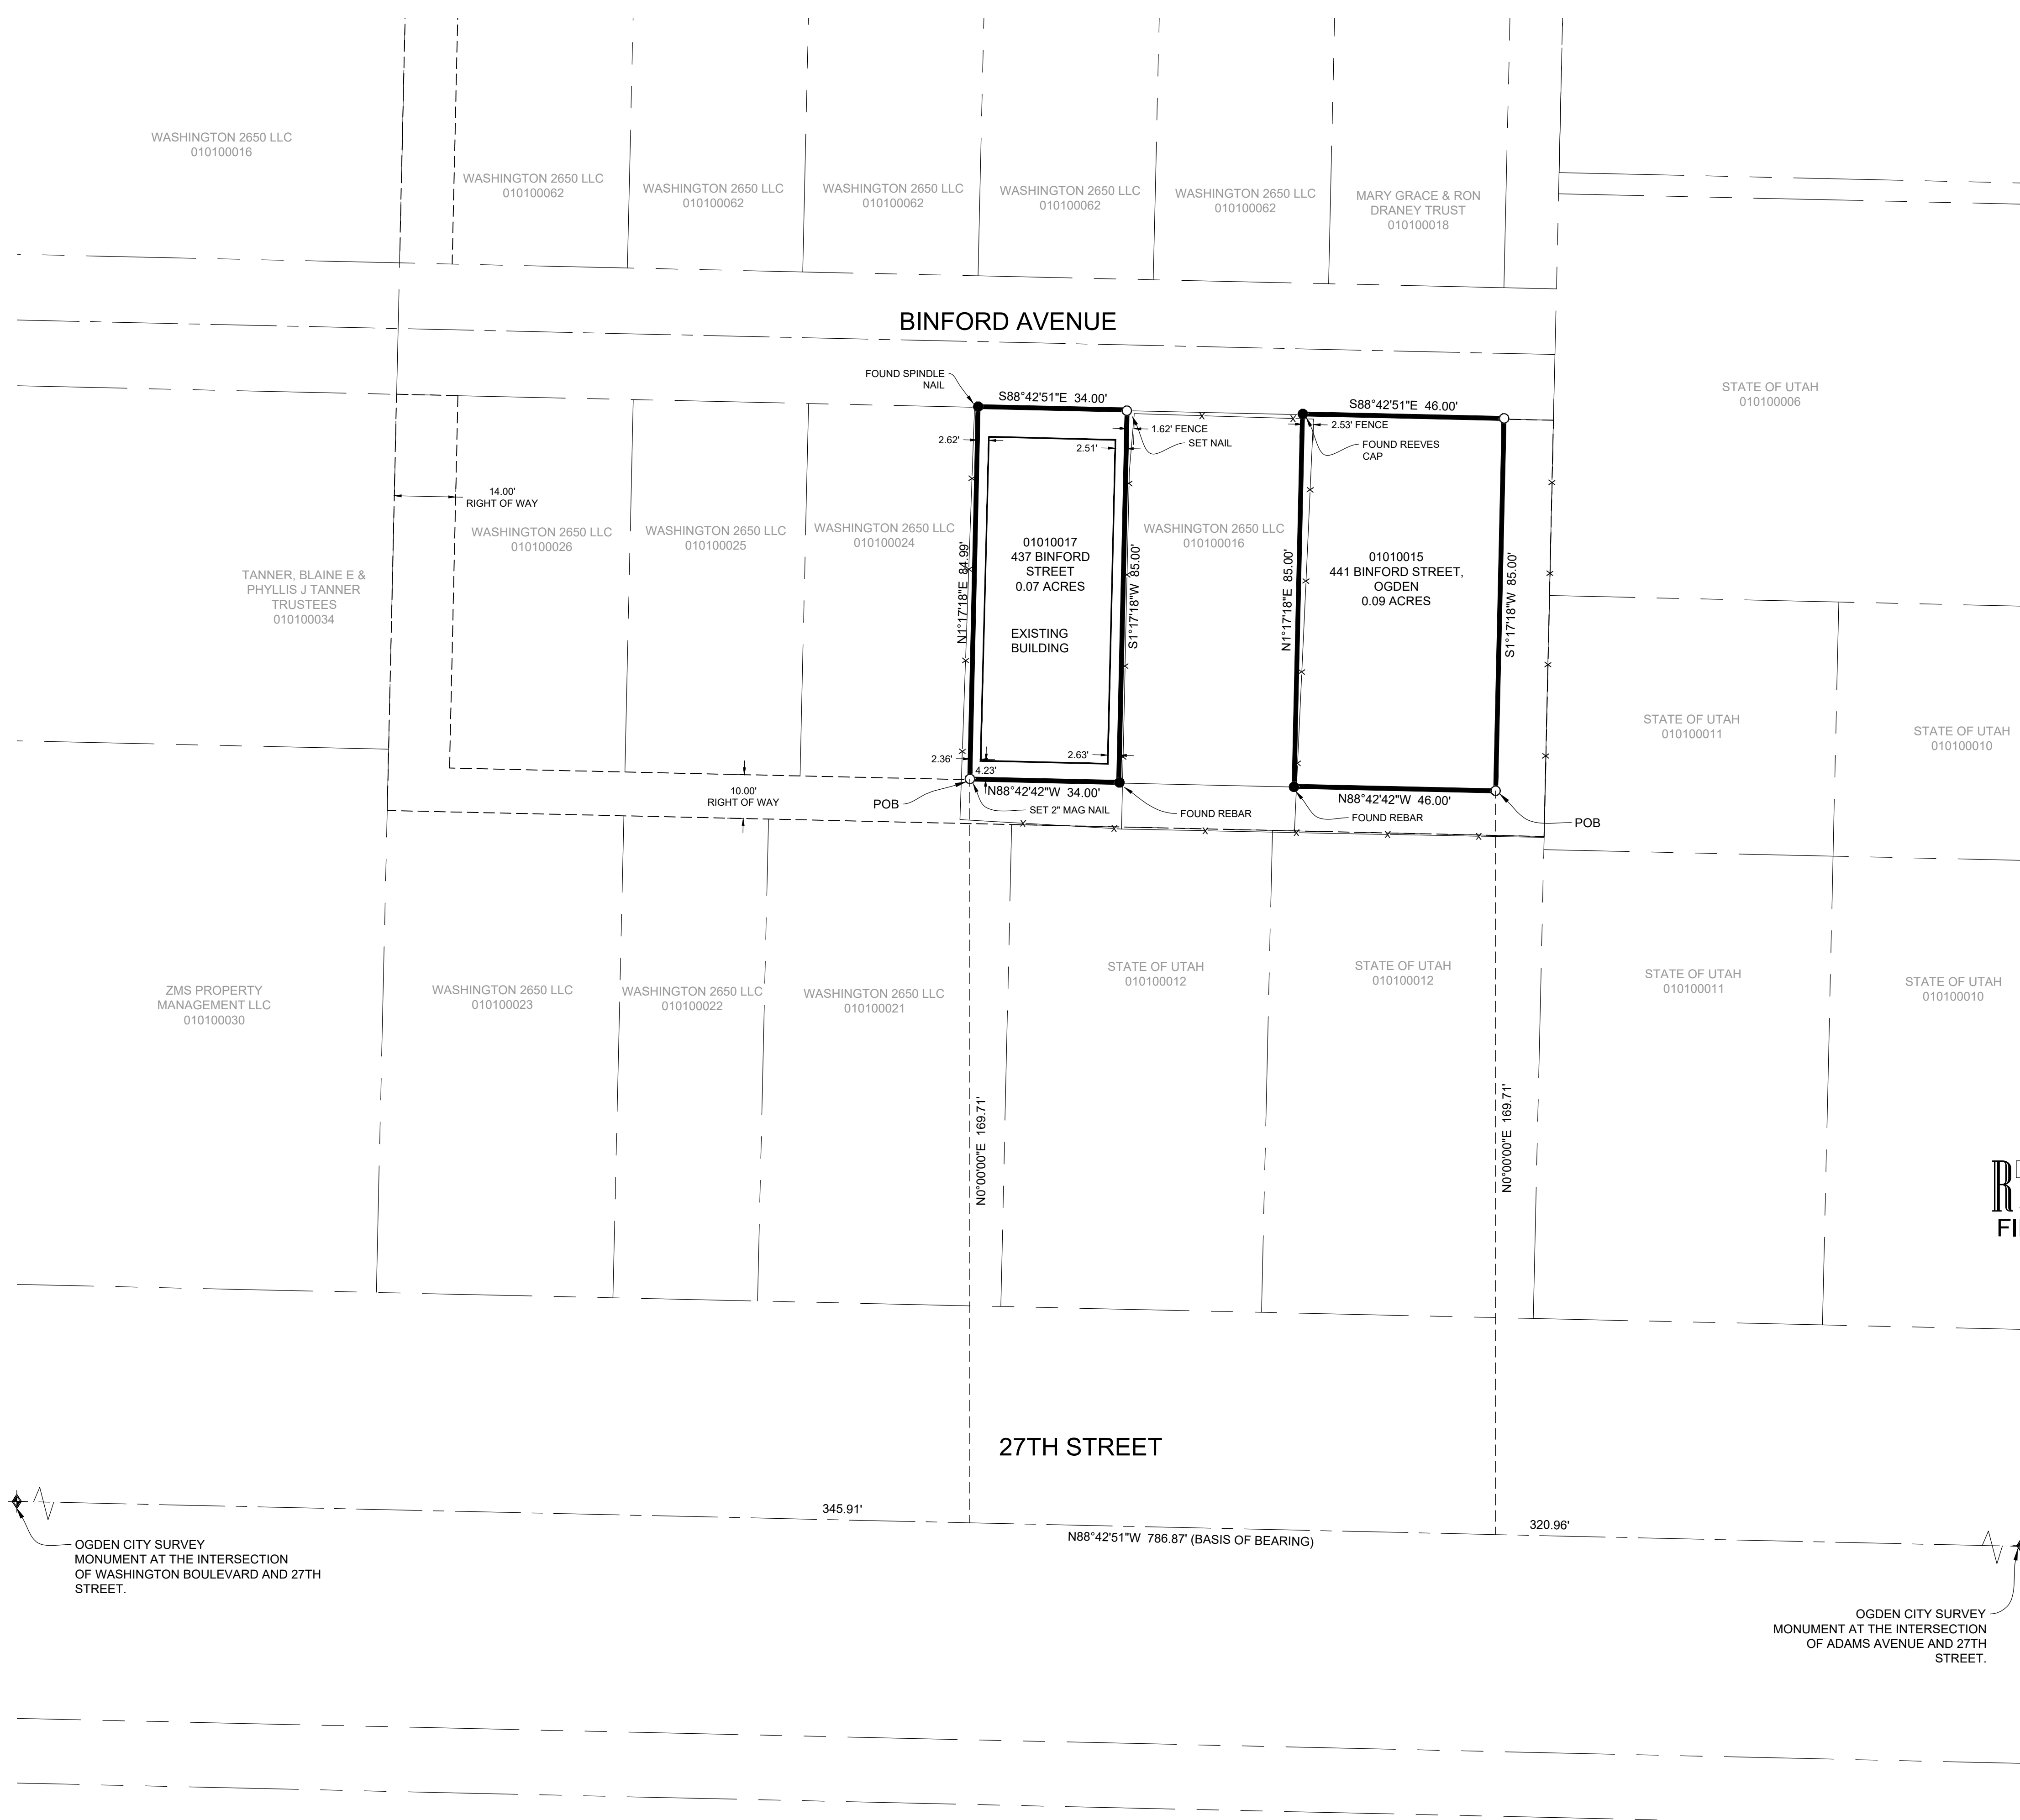 WASHINGTON 2650 LLC
010100016
WASHINGTON 2650 LLC
010100062
WASHINGTON 2650 LLC
010100062
WASHINGTON 2650 LLC
010100062
WASHINGTON 2650 LLC
010100062
WASHINGTON 2650 LLC
010100062
MARY GRACE & RON
DRANEY TRUST
010100018
BINFORD AVENUE
STATE OF UTAH
010100006
FOUND SPINDLE
NAIL
S88°42'51"E 34.00'
S88°42'51"E 46.00'
1.62' FENCE
SET NAIL
2.53' FENCE
FOUND REEVES
CAP
2.62'
2.51'
14.00'
RIGHT OF WAY
WASHINGTON 2650 LLC
010100026
WASHINGTON 2650 LLC
010100025
WASHINGTON 2650 LLC
010100024
N1°17'18"E 84.99'
01010017
437 BINFORD
STREET
0.07 ACRES
EXISTING
BUILDING
S1°17'18"W 85.00'
WASHINGTON 2650 LLC
010100016
N1°17'18"E 85.00'
01010015
441 BINFORD STREET,
OGDEN
0.09 ACRES
S1°17'18"W 85.00'
TANNER, BLAINE E &
PHYLLIS J TANNER
TRUSTEES
010100034
STATE OF UTAH
010100011
STATE OF UTAH
010100010
2.36'
2.63'
4.23'
10.00'
RIGHT OF WAY
POB
N88°42'42"W 34.00'
SET 2" MAG NAIL
FOUND REBAR
N88°42'42"W 46.00'
FOUND REBAR
POB
ZMS PROPERTY
MANAGEMENT LLC
010100030
WASHINGTON 2650 LLC
010100023
WASHINGTON 2650 LLC
010100022
WASHINGTON 2650 LLC
010100021
STATE OF UTAH
010100012
STATE OF UTAH
010100012
STATE OF UTAH
010100011
STATE OF UTAH
010100010
N0°00'00"E 169.71'
N0°00'00"E 169.71'
R
FI
27TH STREET
345.91'
N88°42'51"W 786.87' (BASIS OF BEARING)
320.96'
OGDEN CITY SURVEY
MONUMENT AT THE INTERSECTION
OF WASHINGTON BOULEVARD AND 27TH
STREET.
OGDEN CITY SURVEY
MONUMENT AT THE INTERSECTION
OF ADAMS AVENUE AND 27TH
STREET.